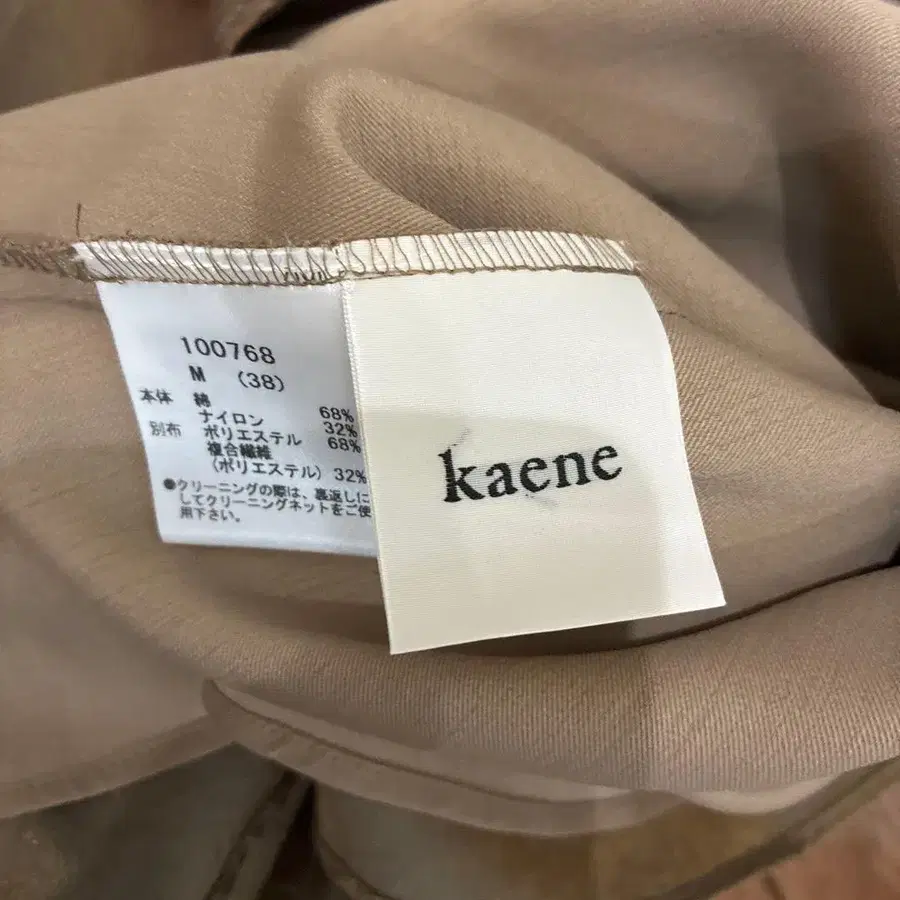 100768
M (38)
本体 綿 68%
ナイロン 32%
別布 ポリエステル 68%
複合繊維
(ポリエステル) 32%
●クリーニングの際は、裏返しに
してクリーニングネットをご使
用下さい。
kaene